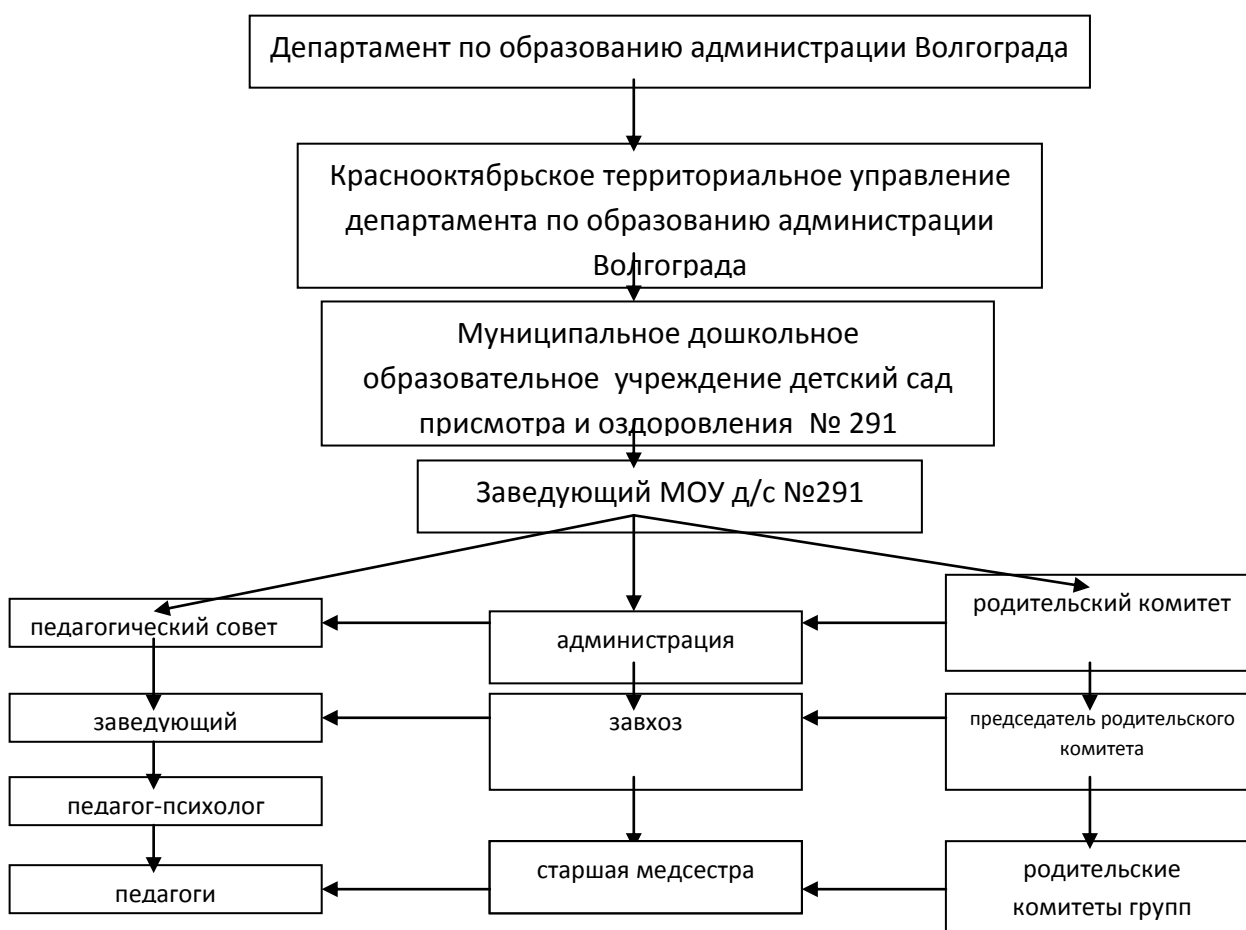 Департамент по образованию администрации Волгограда
Краснооктябрьское территориальное управление
департамента по образованию администрации
Волгограда
Муниципальное дошкольное
образовательное учреждение детский сад
присмотра и оздоровления № 291
Заведующий МОУ д/с №291
педагогический совет
администрация
родительский комитет
заведующий
завхоз
председатель родительского
комитета
педагог-психолог
педагоги
старшая медсестра
родительские
комитеты групп